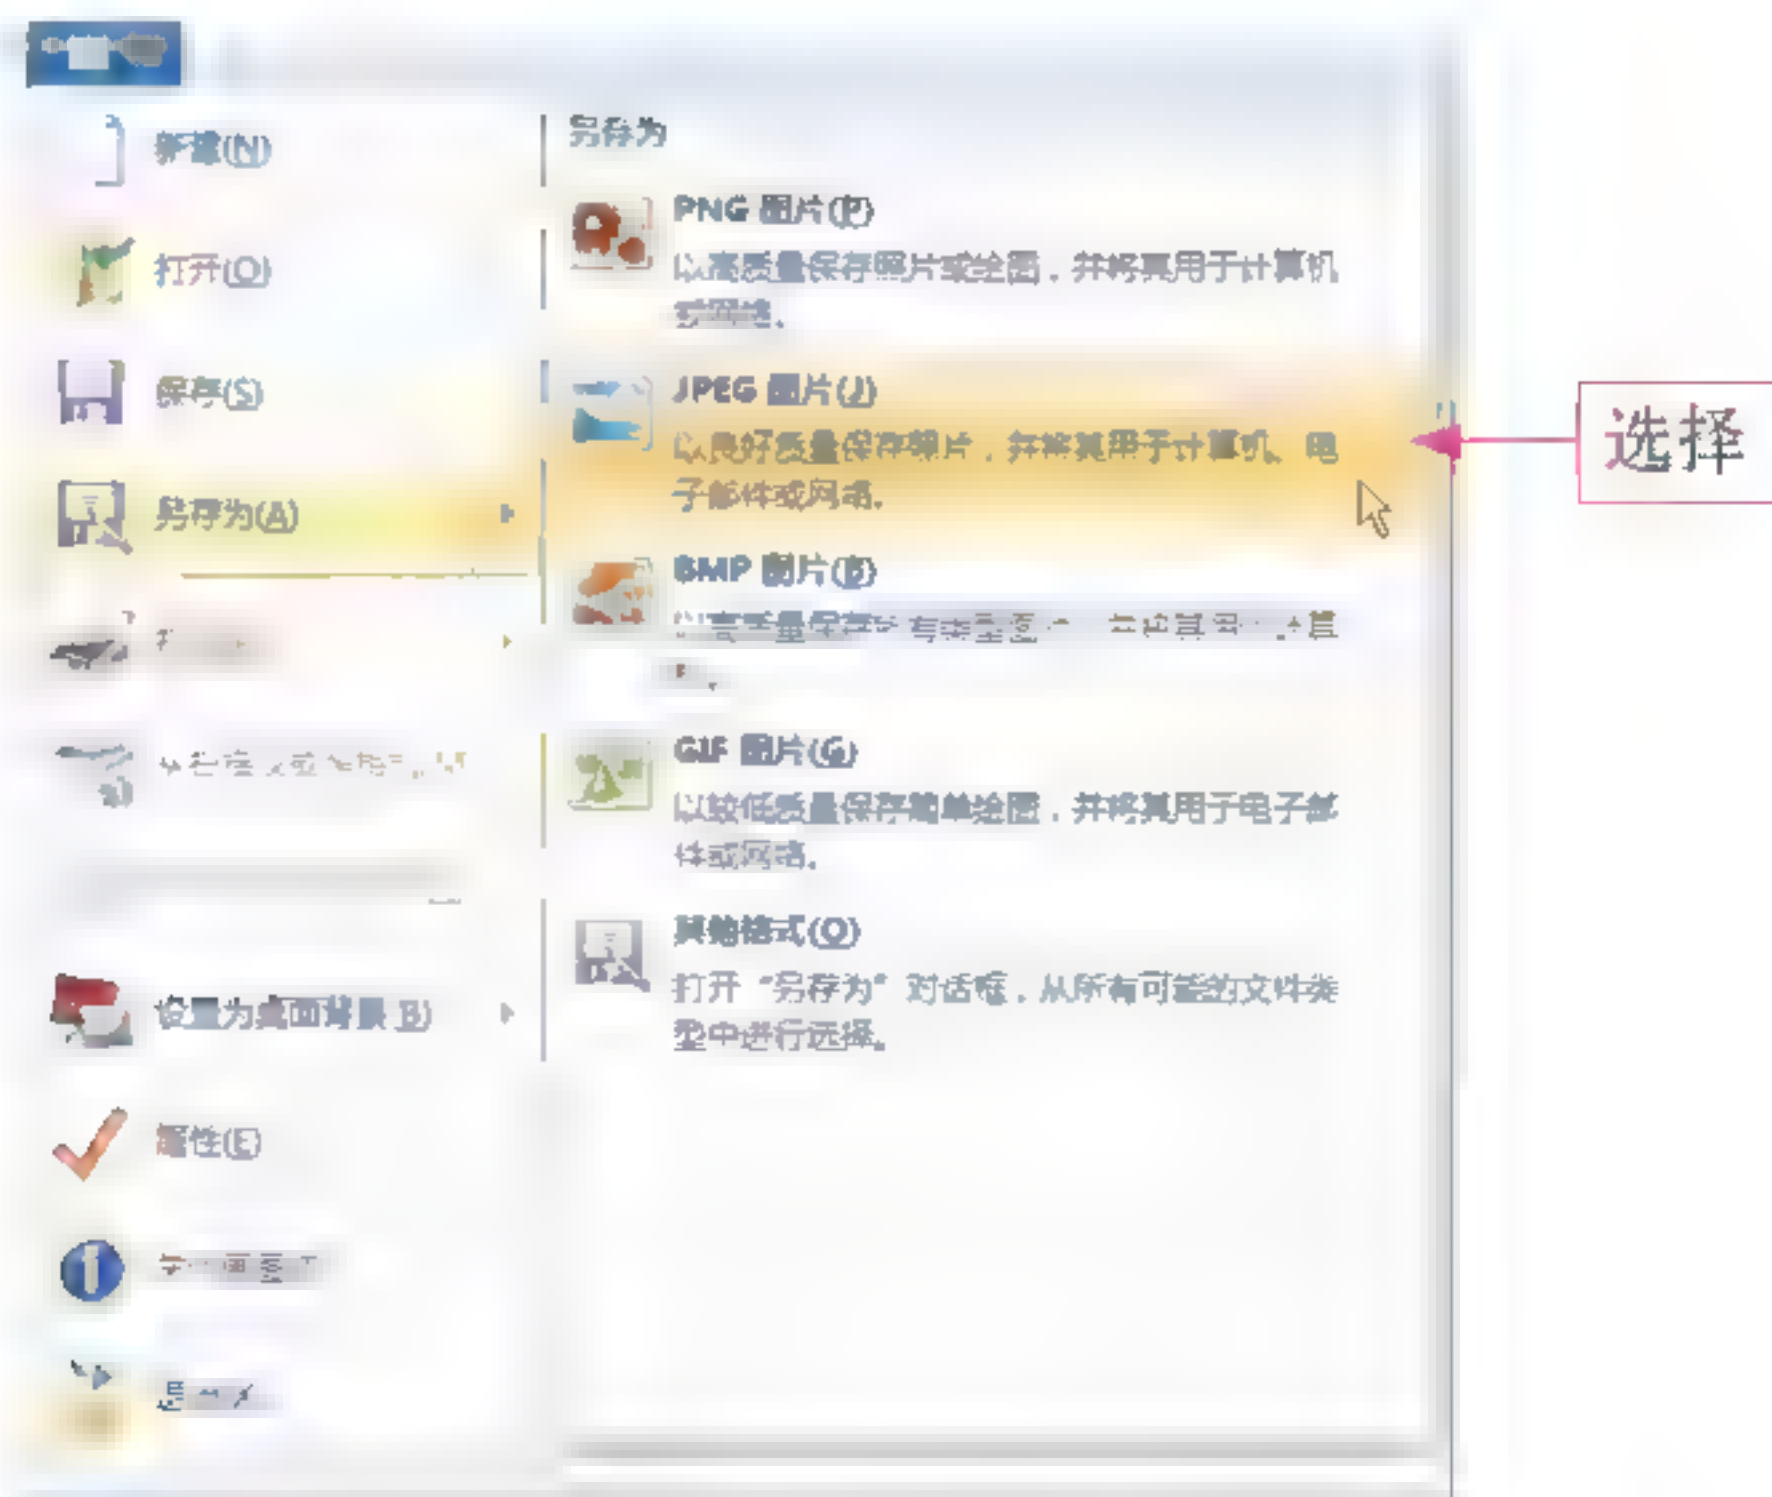 新建(N)
打开(O)
保存(S)
另存为(A)
设置为桌面背景(B)
属性(E)
另存为
PNG 图片(P)
以高质量保存照片或绘图，并将其用于计算机
或网络。
JPEG 图片(J)
以良好质量保存照片，并将其用于计算机、电
子邮件或网络。
BMP 图片(B)
GIF 图片(G)
以较低质量保存简单绘图，并将其用于电子邮
件或网络。
其他格式(O)
打开“另存为”对话框，从所有可能的文件类
型中进行选择。
选择